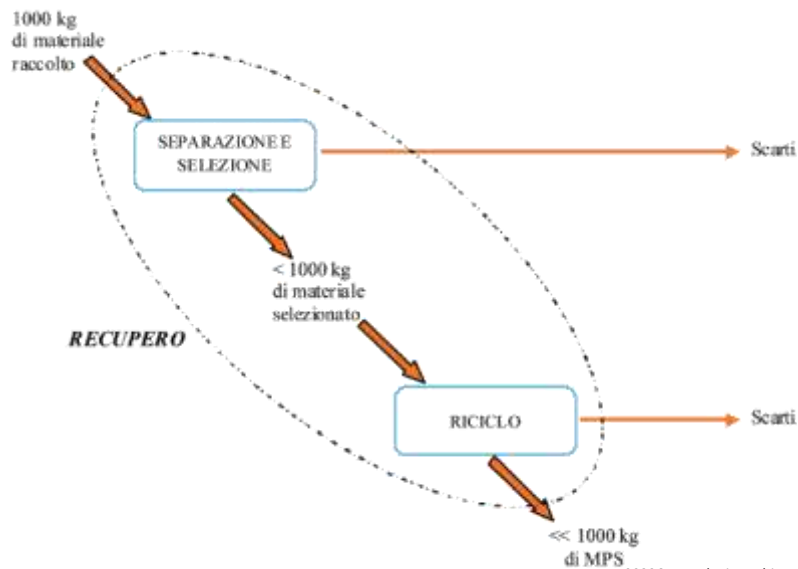 1000 kg
di materiale
raccolto
SEPARAZIONE E
SELEZIONE
Scarti
< 1000 kg
di materiale
selezionato
RECUPERO
RICICLO
Scarti
<< 1000 kg
di MPS